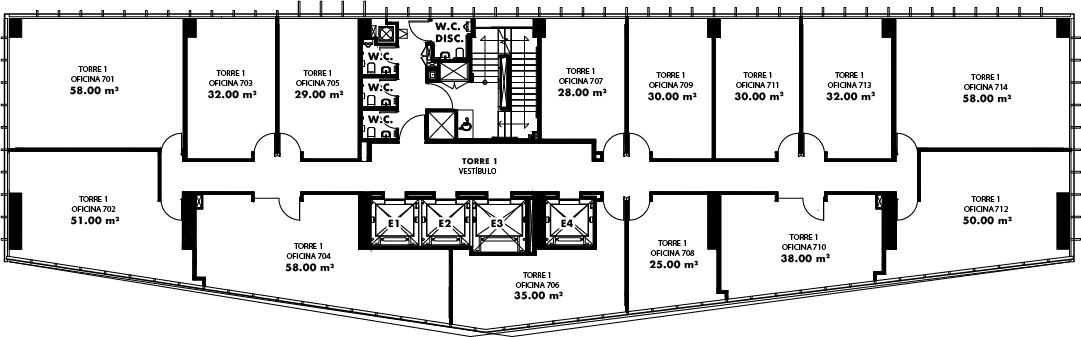 TORRE 1
OFICINA 701
58.00 m²
TORRE 1
OFICINA 703
32.00 m²
TORRE 1
OFICINA 705
29.00 m²
W.C.
W.C.
W.C.
W.C.
DISC.
TORRE 1
OFICINA 707
28.00 m²
TORRE 1
OFICINA 709
30.00 m²
TORRE 1
OFICINA 711
30.00 m²
TORRE 1
OFICINA 713
32.00 m²
TORRE 1
OFICINA 714
58.00 m²
TORRE 1
VESTÍBULO
TORRE 1
OFICINA 702
51.00 m²
TORRE 1
OFICINA 704
58.00 m²
E1
E2
E3
E4
TORRE 1
OFICINA 706
35.00 m²
TORRE 1
OFICINA 708
25.00 m²
TORRE 1
OFICINA 710
38.00 m²
TORRE 1
OFICINA 712
50.00 m²